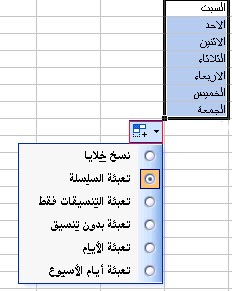 السبت
الاحد
الاثنين
الثلاثاء
الاربعاء
الخميس
الجمعة
نسخ خلايا
تعبئة السلسلة
تعبئة التنسيقات فقط
تعبئة بدون تنسيق
تعبئة الأيام
تعبئة أيام الأسبوع